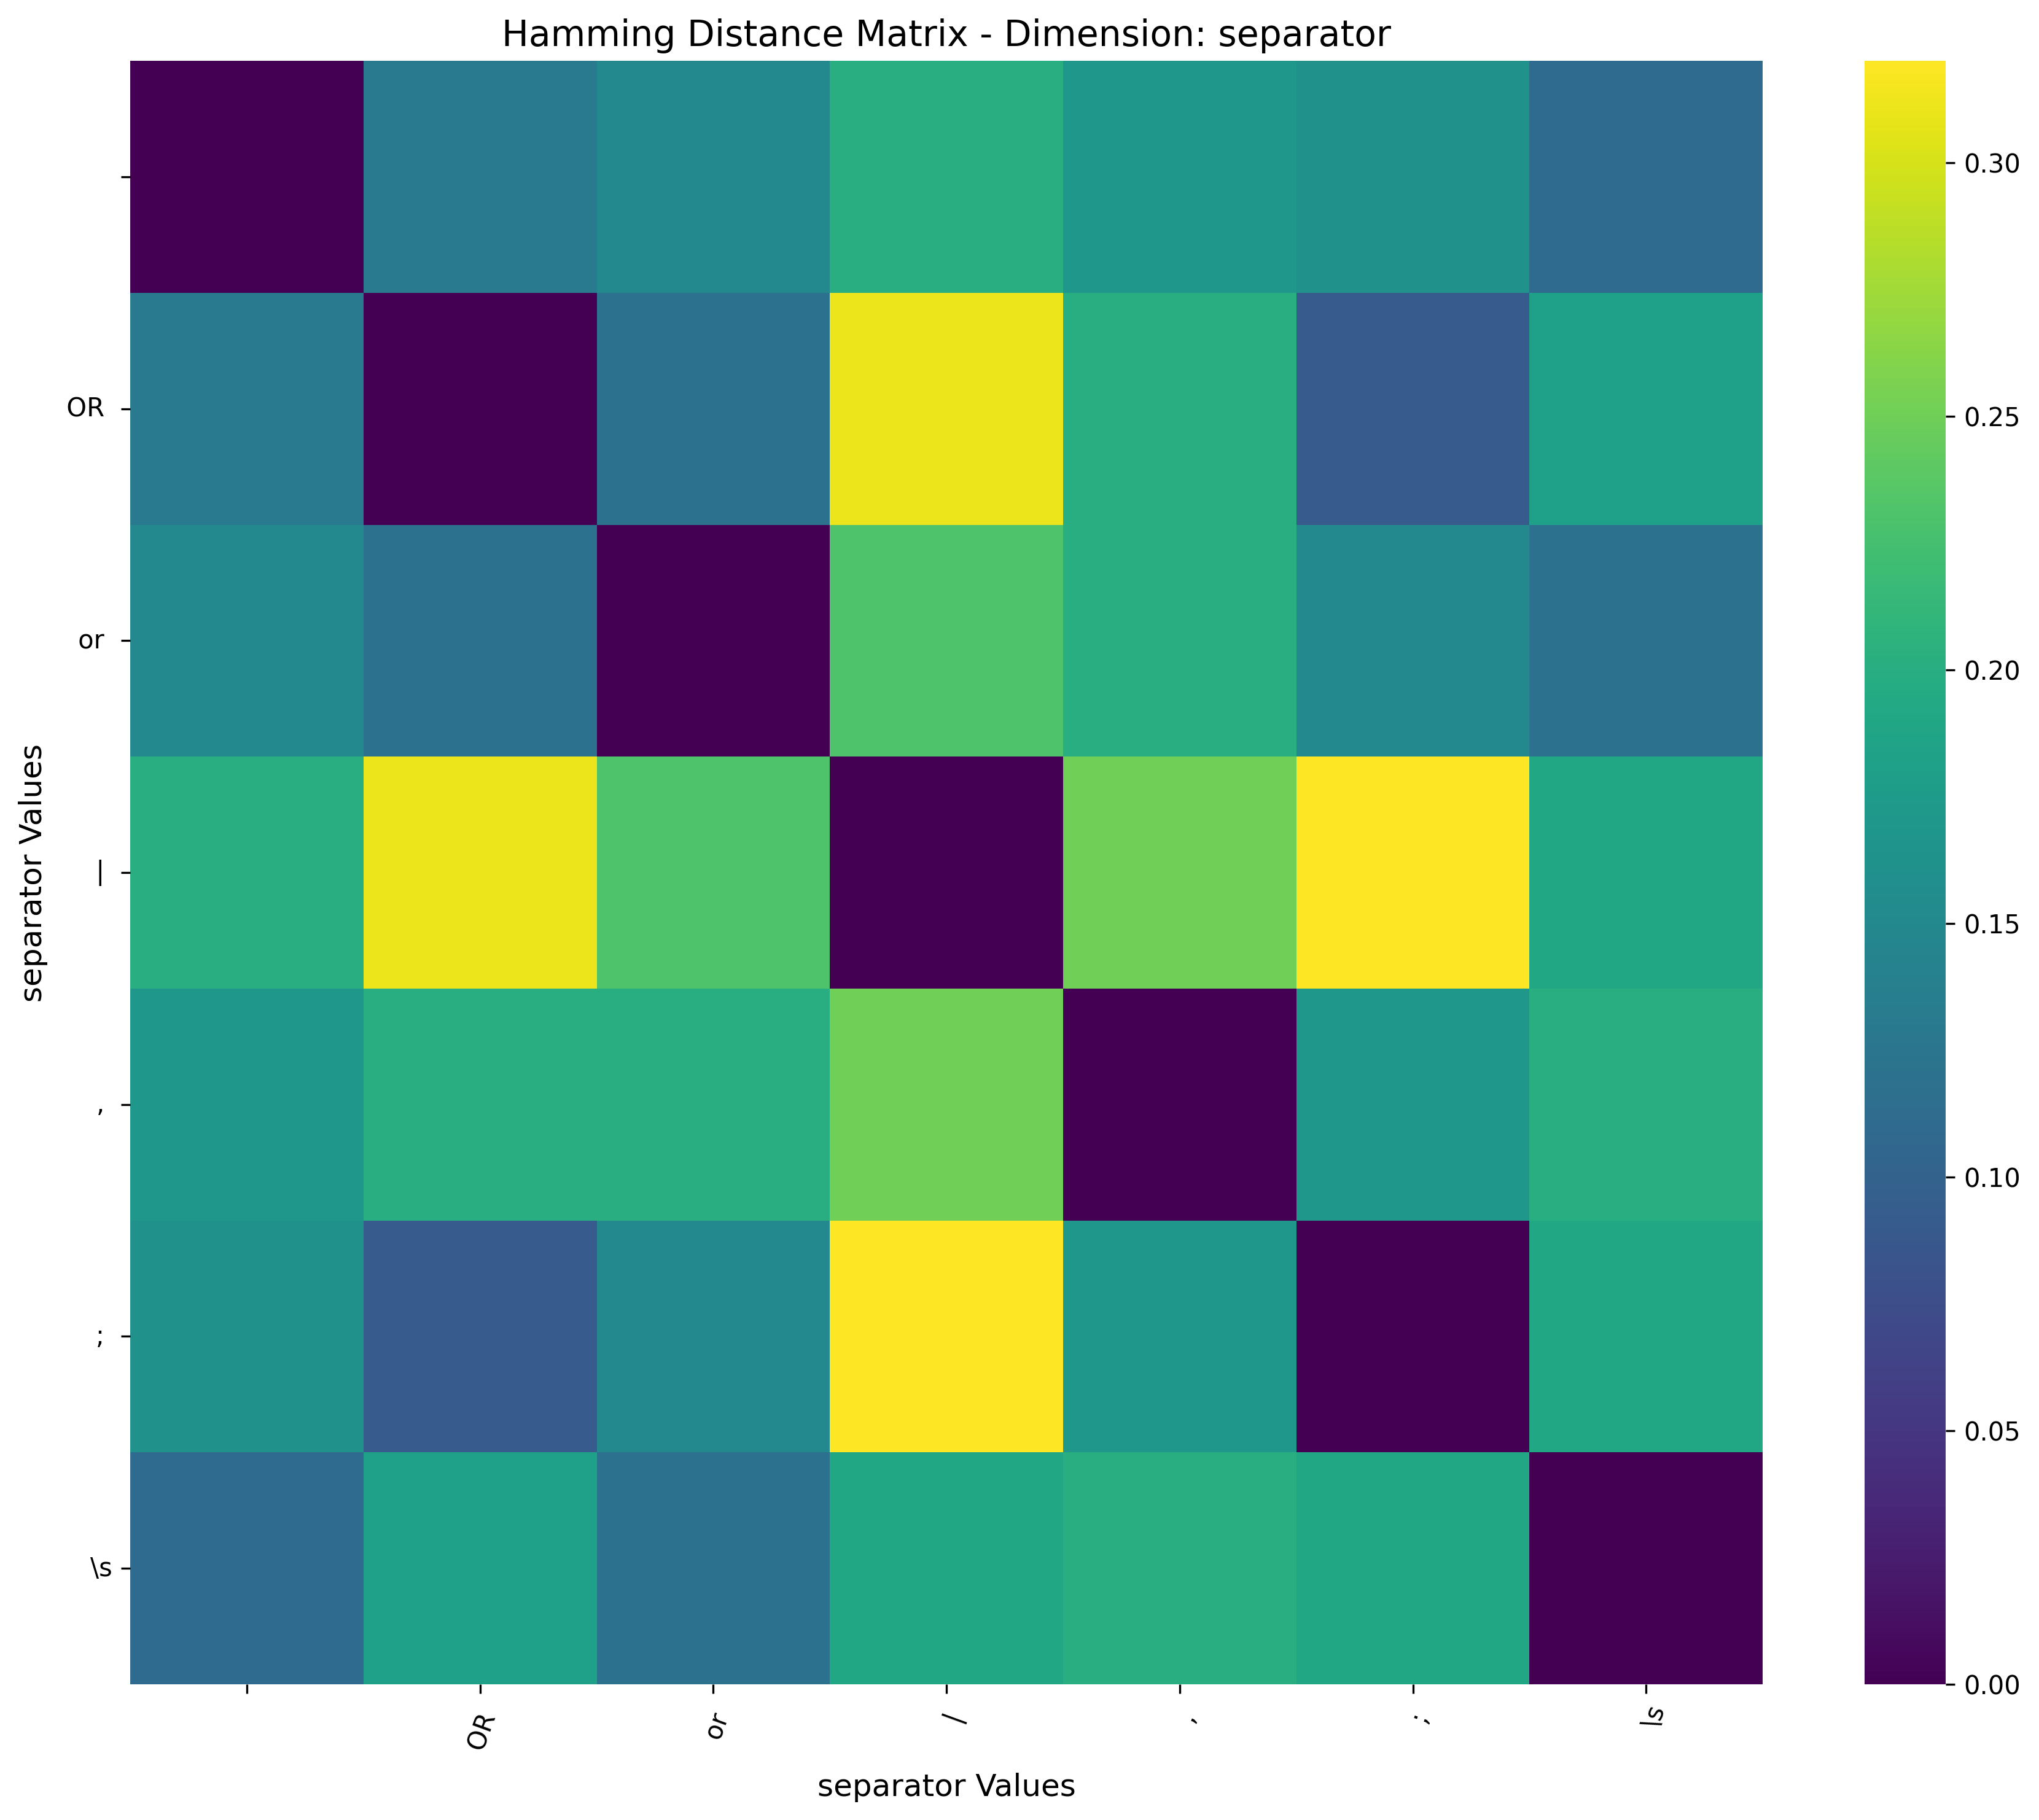 Hamming Distance Matrix - Dimension: separator
separator Values
OR
or
|
,
;
\s
OR
or
|
,
;
\s
separator Values
0.30
0.25
0.20
0.15
0.10
0.05
0.00